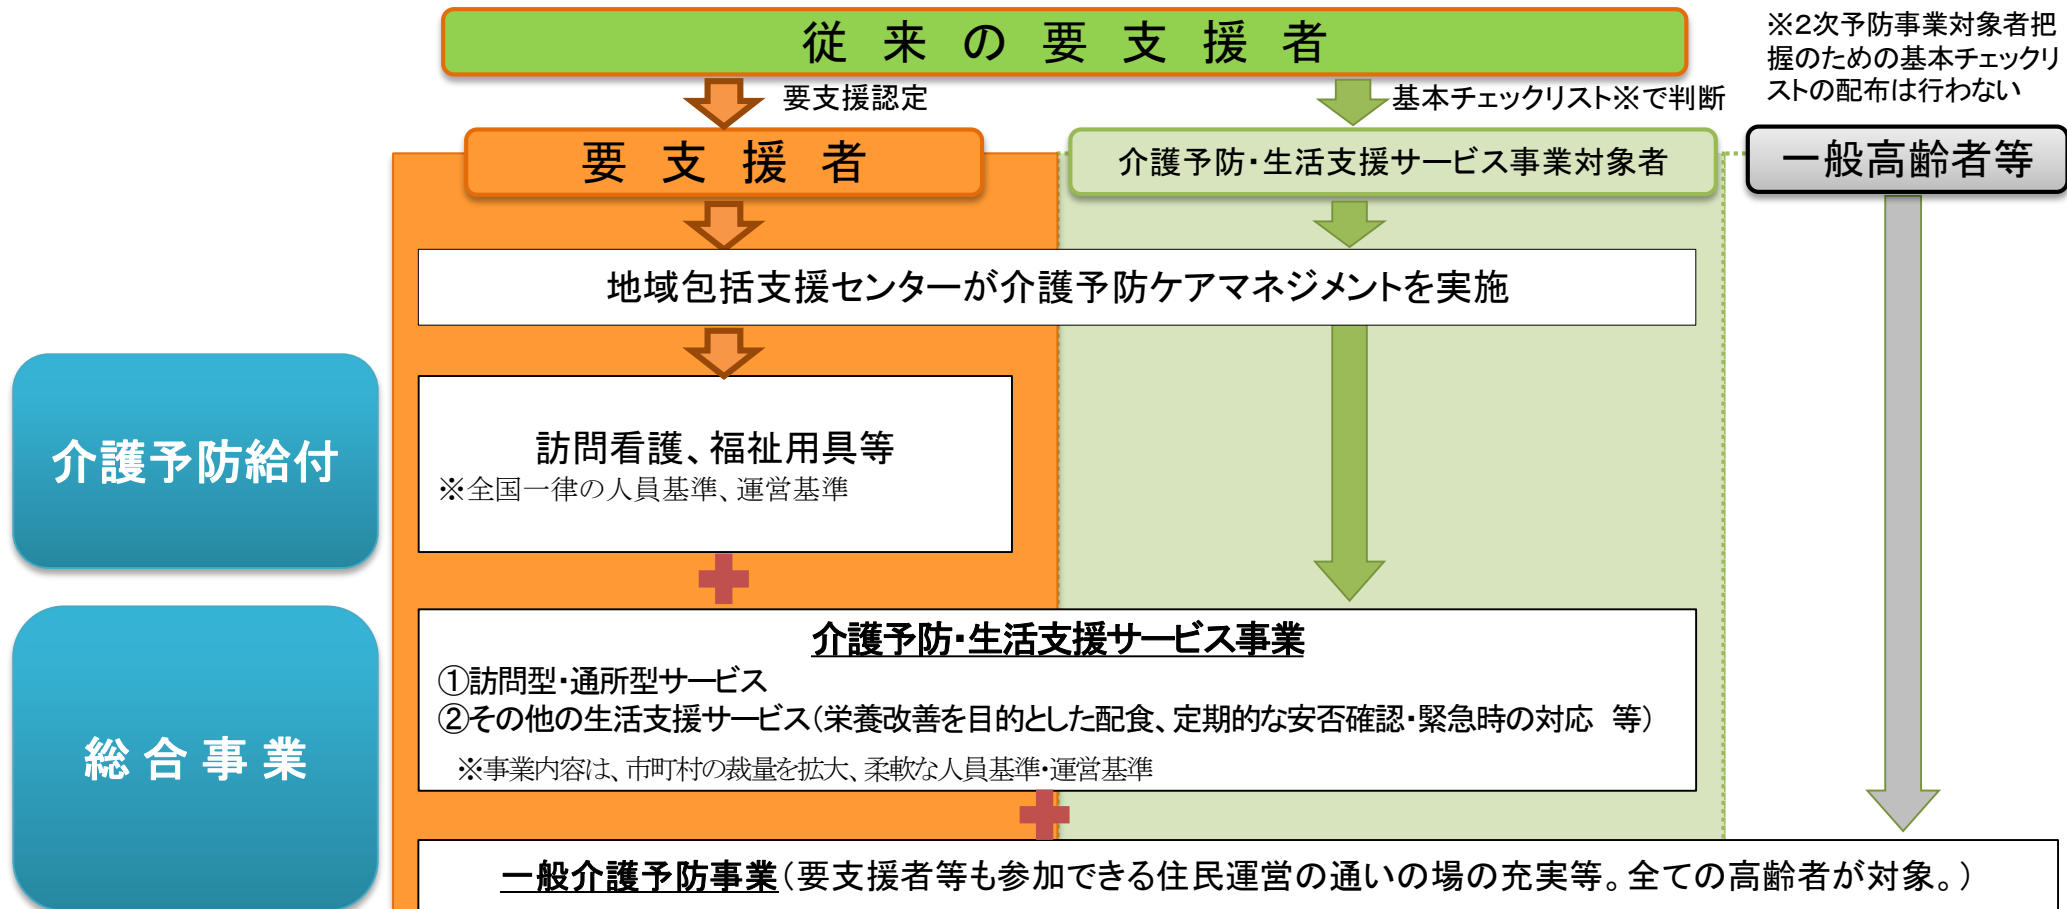 従来の要支援者
※2次予防事業対象者把
握のための基本チェックリ
ストの配布は行わない
要支援認定
基本チェックリスト※で判断
要支援者
介護予防・生活支援サービス事業対象者
一般高齢者等
地域包括支援センターが介護予防ケアマネジメントを実施
介護予防給付
訪問看護、福祉用具等
※全国一律の人員基準、運営基準
総合事業
介護予防・生活支援サービス事業
①訪問型・通所型サービス
②その他の生活支援サービス(栄養改善を目的とした配食、定期的な安否確認・緊急時の対応 等)
※事業内容は、市町村の裁量を拡大、柔軟な人員基準・運営基準
一般介護予防事業(要支援者等も参加できる住民運営の通いの場の充実等。全ての高齢者が対象。)